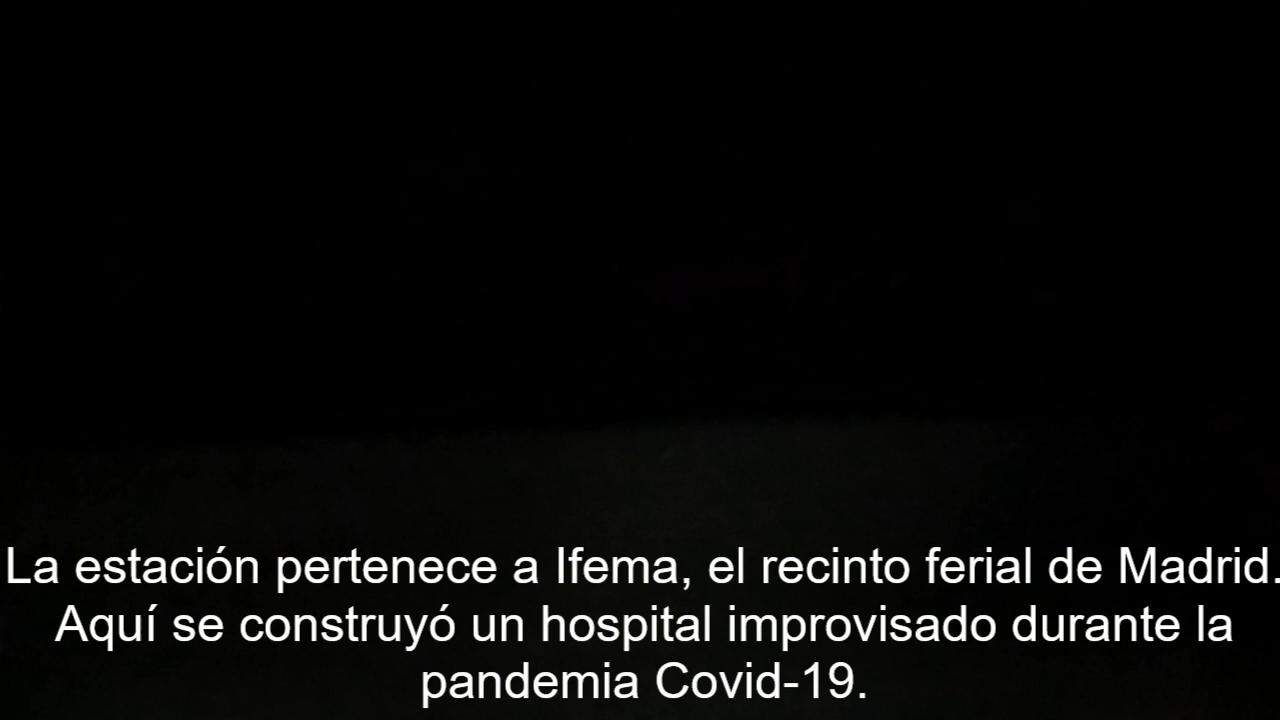 La estación pertenece a Ifema, el recinto ferial de Madrid.
Aquí se construyó un hospital improvisado durante la
pandemia Covid-19.